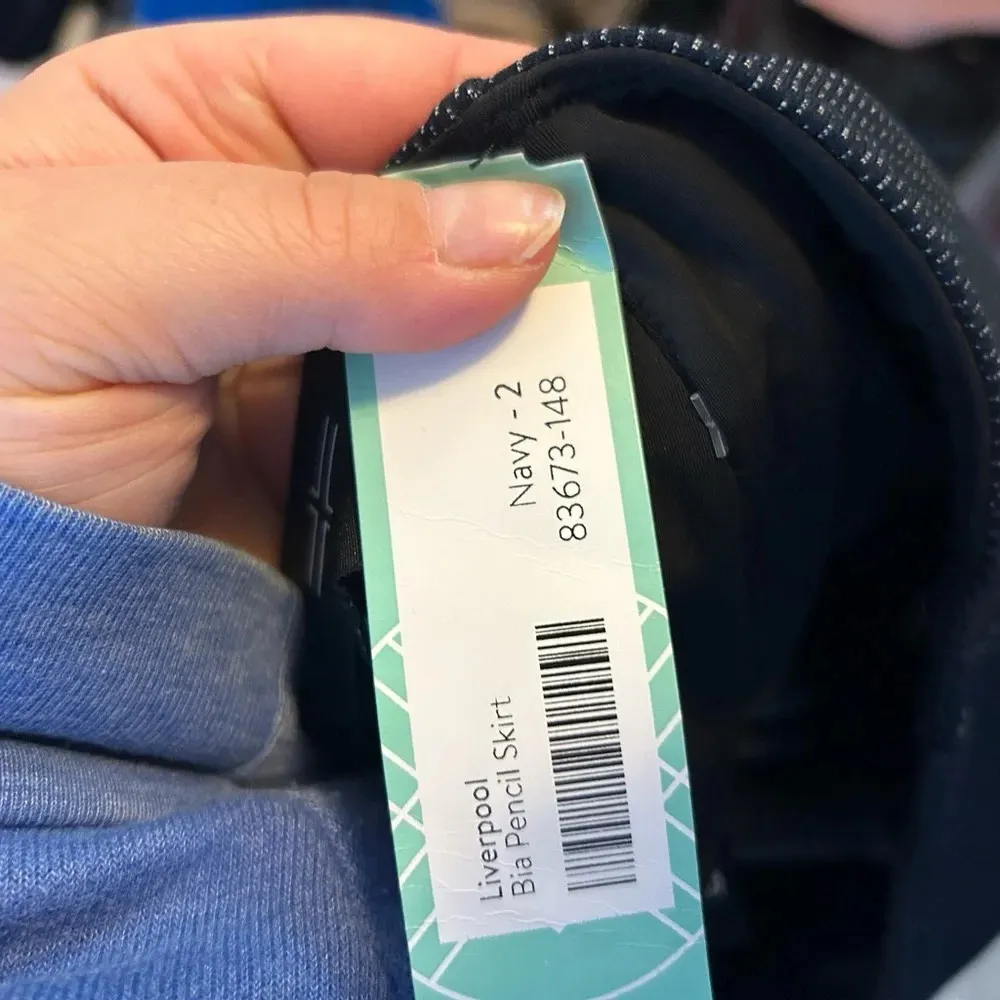 Liverpool
Bia Pencil Skirt
Navy - 2
83673-148